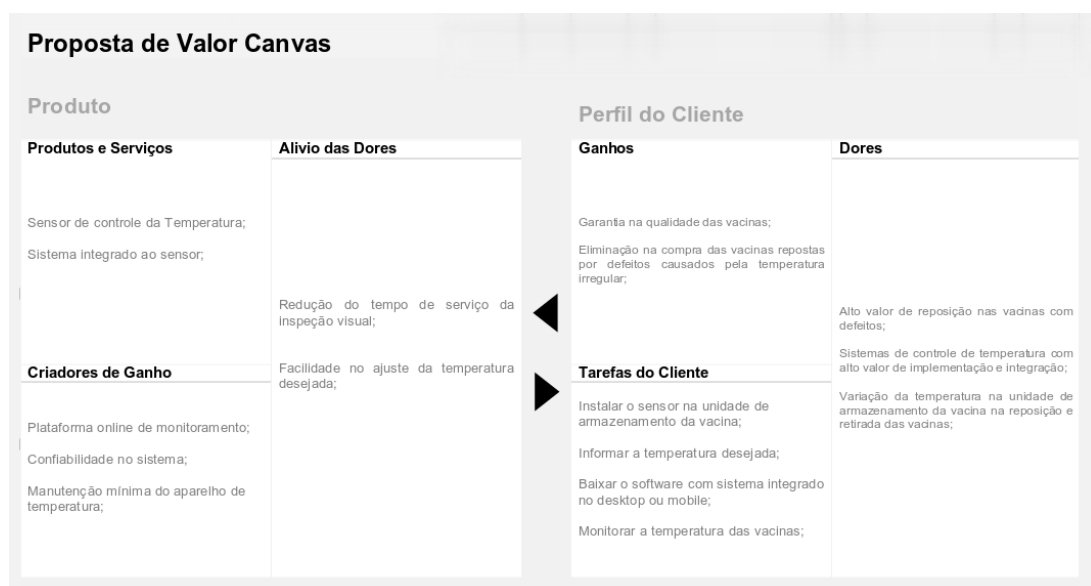 Proposta de Valor Canvas
Produto
Produtos e Serviços
Sensor de controle da Temperatura;
Sistema integrado ao sensor;
Alivio das Dores
Redução do tempo de serviço da
inspeção visual;
Facilidade no ajuste da temperatura
desejada;
Criadores de Ganho
Plataforma online de monitoramento;
Confiabilidade no sistema;
Manutenção mínima do aparelho de
temperatura;
Perfil do Cliente
Ganhos
Garantia na qualidade das vacinas;
Eliminação na compra das vacinas repostas
por defeitos causados pela temperatura
irregular;
Dores
Alto valor de reposição nas vacinas com
defeitos;
Sistemas de controle de temperatura com
alto valor de implementação e integração;
Variação da temperatura na unidade de
armazenamento da vacina na reposição e
retirada das vacinas;
Tarefas do Cliente
Instalar o sensor na unidade de
armazenamento da vacina;
Informar a temperatura desejada;
Baixar o software com sistema integrado
no desktop ou mobile;
Monitorar a temperatura das vacinas;